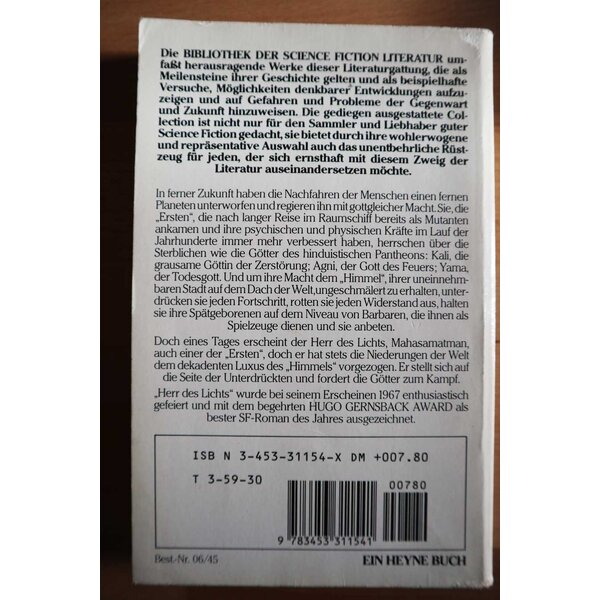 Die BIBLIOTHEK DER SCIENCE FICTION LITERATUR um-
faßt herausragende Werke dieser Literaturgattung, die als
Meilensteine ihrer Geschichte gelten und als beispielhafte
Versuche, Möglichkeiten denkbarer Entwicklungen aufzu-
zeigen und auf Gefahren und Probleme der Gegenwart
und Zukunft hinzuweisen. Die gediegen ausgestattete Col-
lection ist nicht nur für den Sammler und Liebhaber guter
Science Fiction gedacht, sie bietet durch ihre wohlerwogene
und repräsentative Auswahl auch das unentbehrliche Rüst-
zeug für jeden, der sich ernsthaft mit diesem Zweig der
Literatur auseinandersetzen möchte.
In ferner Zukunft haben die Nachfahren der Menschen einen fernen
Planeten unterworfen und regieren ihn mit gottgleicher Macht. Sie, die
„Ersten“, die nach langer Reise im Raumschiff bereits als Mutanten
ankamen und ihre psychischen und physischen Kräfte im Lauf der
Jahrhunderte immer mehr verbessert haben, herrschen über die
Sterblichen wie die Götter des hinduistischen Pantheons: Kali, die
grausame Göttin der Zerstörung; Agni, der Gott des Feuers; Yama,
der Todesgott. Und um ihre Macht dem „Himmel“, ihrer uneinnehm-
baren Stadt auf dem Dach der Welt, ungeschmälert zu erhalten, unter-
drücken sie jeden Fortschritt, rotten sie jeden Widerstand aus, halten
sie ihre Spätgeborenen auf dem Niveau von Barbaren, die ihnen als
Spielzeuge dienen und sie anbeten.
Doch eines Tages erscheint der Herr des Lichts, Mahasamatman,
auch einer der „Ersten“, doch er hat stets die Niederungen der Welt
dem dekadenten Luxus des „Himmels“ vorgezogen. Er stellt sich auf
die Seite der Unterdrückten und fordert die Götter zum Kampf.
„Herr des Lichts“ wurde bei seinem Erscheinen 1967 enthusiastisch
gefeiert und mit dem begehrten HUGO GERNSBACK AWARD als
bester SF-Roman des Jahres ausgezeichnet.
ISBN 3-453-31154-X DM +007.80
T 3-59-30
00780
9 783453 311541
Best.-Nr. 06/45
EIN HEYNE BUCH